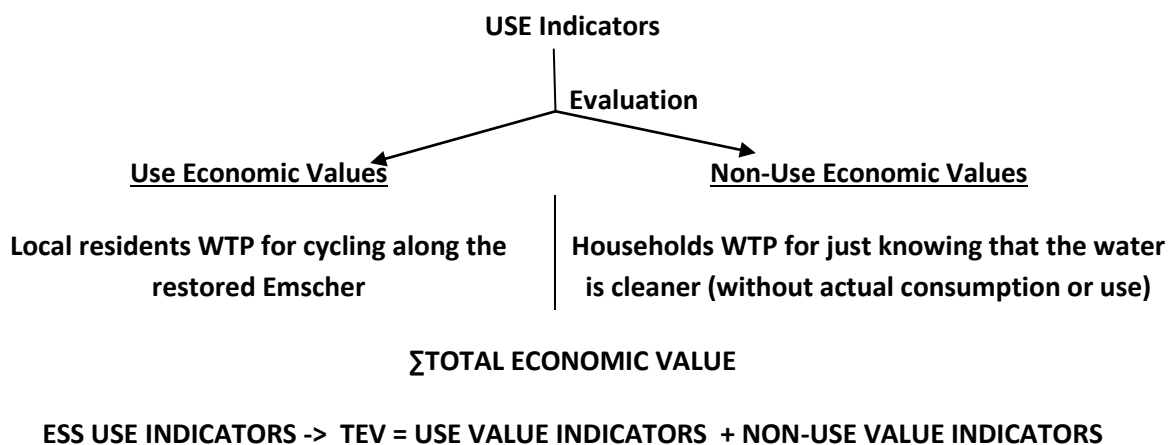 USE Indicators
Evaluation
Use Economic Values
Non-Use Economic Values
Local residents WTP for cycling along the
restored Emscher
Households WTP for just knowing that the water
is cleaner (without actual consumption or use)
∑TOTAL ECONOMIC VALUE
ESS USE INDICATORS -> TEV = USE VALUE INDICATORS + NON-USE VALUE INDICATORS